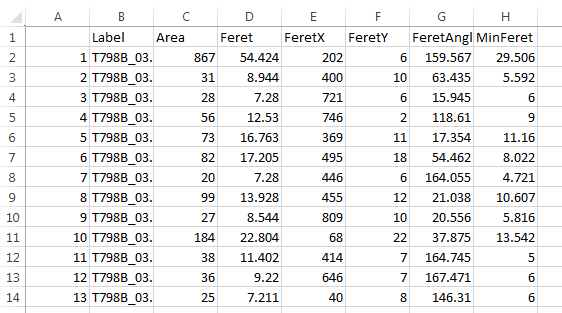 A B C D E F G H
1 Label Area Feret FeretX FeretY FeretAngl MinFeret
2 1 T798B_03. 867 54.424 202 6 159.567 29.506
3 2 T798B_03. 31 8.944 400 10 63.435 5.592
4 3 T798B_03. 28 7.28 721 6 15.945 6
5 4 T798B_03. 56 12.53 746 2 118.61 9
6 5 T798B_03. 73 16.763 369 11 17.354 11.16
7 6 T798B_03. 82 17.205 495 18 54.462 8.022
8 7 T798B_03. 20 7.28 446 6 164.055 4.721
9 8 T798B_03. 99 13.928 455 12 21.038 10.607
10 9 T798B_03. 27 8.544 809 10 20.556 5.816
11 10 T798B_03. 184 22.804 68 22 37.875 13.542
12 11 T798B_03. 38 11.402 414 7 164.745 5
13 12 T798B_03. 36 9.22 646 7 167.471 6
14 13 T798B_03. 25 7.211 40 8 146.31 6